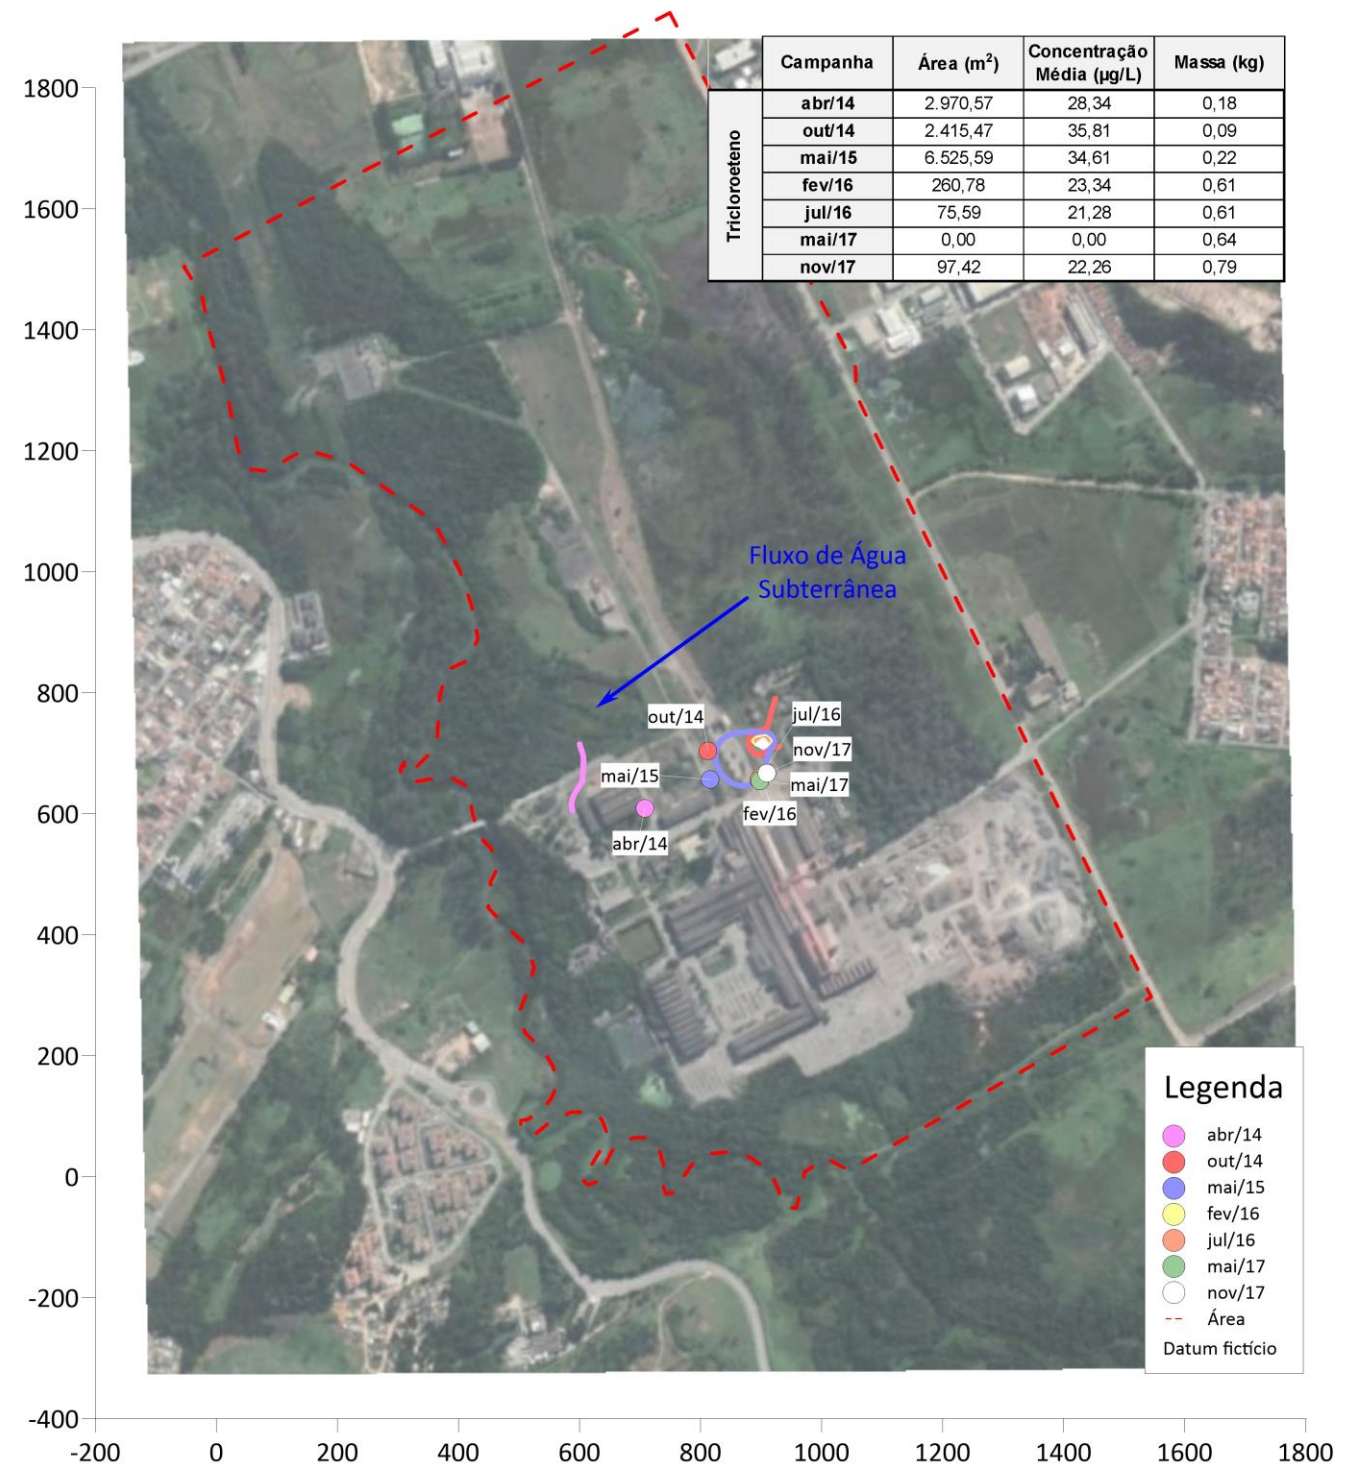 Campanha Área (m²) Concentração Média (µg/L) Massa (kg)
Tricloroeteno
abr/14 2.970,57 28,34 0,18
out/14 2.415,47 35,81 0,09
mai/15 6.525,59 34,61 0,22
fev/16 260,78 23,34 0,61
jul/16 75,59 21,28 0,61
mai/17 0,00 0,00 0,64
nov/17 97,42 22,26 0,79
1800
1600
1400
1200
1000
800
600
400
200
0
-200
-400
Fluxo de Água
Subterrânea
out/14
jul/16
nov/17
mai/15
mai/17
fev/16
abr/14
Legenda
abr/14
out/14
mai/15
fev/16
jul/16
mai/17
nov/17
Área
Datum fictício
-200 0 200 400 600 800 1000 1200 1400 1600 1800